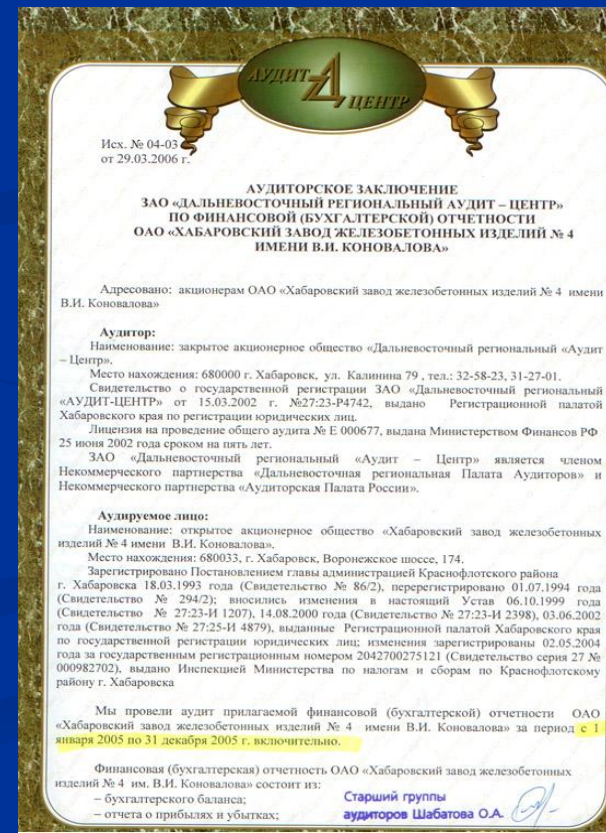 АУДИТ
ЦЕНТР
Исх. № 04-03
от 29.03.2006 г.
АУДИТОРСКОЕ ЗАКЛЮЧЕНИЕ
ЗАО «ДАЛЬНЕВОСТОЧНЫЙ РЕГИОНАЛЬНЫЙ АУДИТ – ЦЕНТР»
ПО ФИНАНСОВОЙ (БУХГАЛТЕРСКОЙ) ОТЧЕТНОСТИ
ОАО «ХАБАРОВСКИЙ ЗАВОД ЖЕЛЕЗОБЕТОННЫХ ИЗДЕЛИЙ № 4
ИМЕНИ В.И. КОНОВАЛОВА»
Адресовано: акционерам ОАО «Хабаровский завод железобетонных изделий № 4 имени
В.И. Коновалова»
Аудитор:
Наименование: закрытое акционерное общество «Дальневосточный региональный «Аудит
– Центр».
Место нахождения: 680000 г. Хабаровск, ул. Калинина 79 , тел.: 32-58-23, 31-27-01.
Свидетельство о государственной регистрации ЗАО «Дальневосточный региональный
«АУДИТ-ЦЕНТР» от 15.03.2002 г. №27:23-Р4742, выдано Регистрационной палатой
Хабаровского края по регистрации юридических лиц.
Лицензия на проведение общего аудита № Е 000677, выдана Министерством Финансов РФ
25 июня 2002 года сроком на пять лет.
ЗАО «Дальневосточный региональный «Аудит – Центр» является членом
Некоммерческого партнерства «Дальневосточная региональная Палата Аудиторов» и
Некоммерческого партнерства «Аудиторская Палата России».
Аудируемое лицо:
Наименование: открытое акционерное общество «Хабаровский завод железобетонных
изделий № 4 имени В.И. Коновалова».
Место нахождения: 680033, г. Хабаровск, Воронежское шоссе, 174.
Зарегистрировано Постановлением главы администрацией Краснофлотского района
г. Хабаровска 18.03.1993 года (Свидетельство № 86/2), перерегистрировано 01.07.1994 года
(Свидетельство № 294/2); вносились изменения в настоящий Устав 06.10.1999 года
(Свидетельство № 27:23-И 1207), 14.08.2000 года (Свидетельство № 27:23-И 2398), 03.06.2002
года (Свидетельство № 27:25-И 4879), выданные Регистрационной палатой Хабаровского края
по государственной регистрации юридических лиц; изменения зарегистрированы 02.05.2004
года за государственным регистрационным номером 2042700275121 (Свидетельство серия 27 №
000982702), выдано Инспекцией Министерства по налогам и сборам по Краснофлотскому
району г. Хабаровска
Мы провели аудит прилагаемой финансовой (бухгалтерской) отчетности ОАО
«Хабаровский завод железобетонных изделий № 4 имени В.И. Коновалова» за период с 1
января 2005 по 31 декабря 2005 г. включительно.
Финансовая (бухгалтерская) отчетность ОАО «Хабаровский завод железобетонных
изделий № 4 им. В.И. Коновалова» состоит из:
– бухгалтерского баланса;
– отчета о прибылях и убытках;
Старший группы
аудиторов Шабатова О.А.